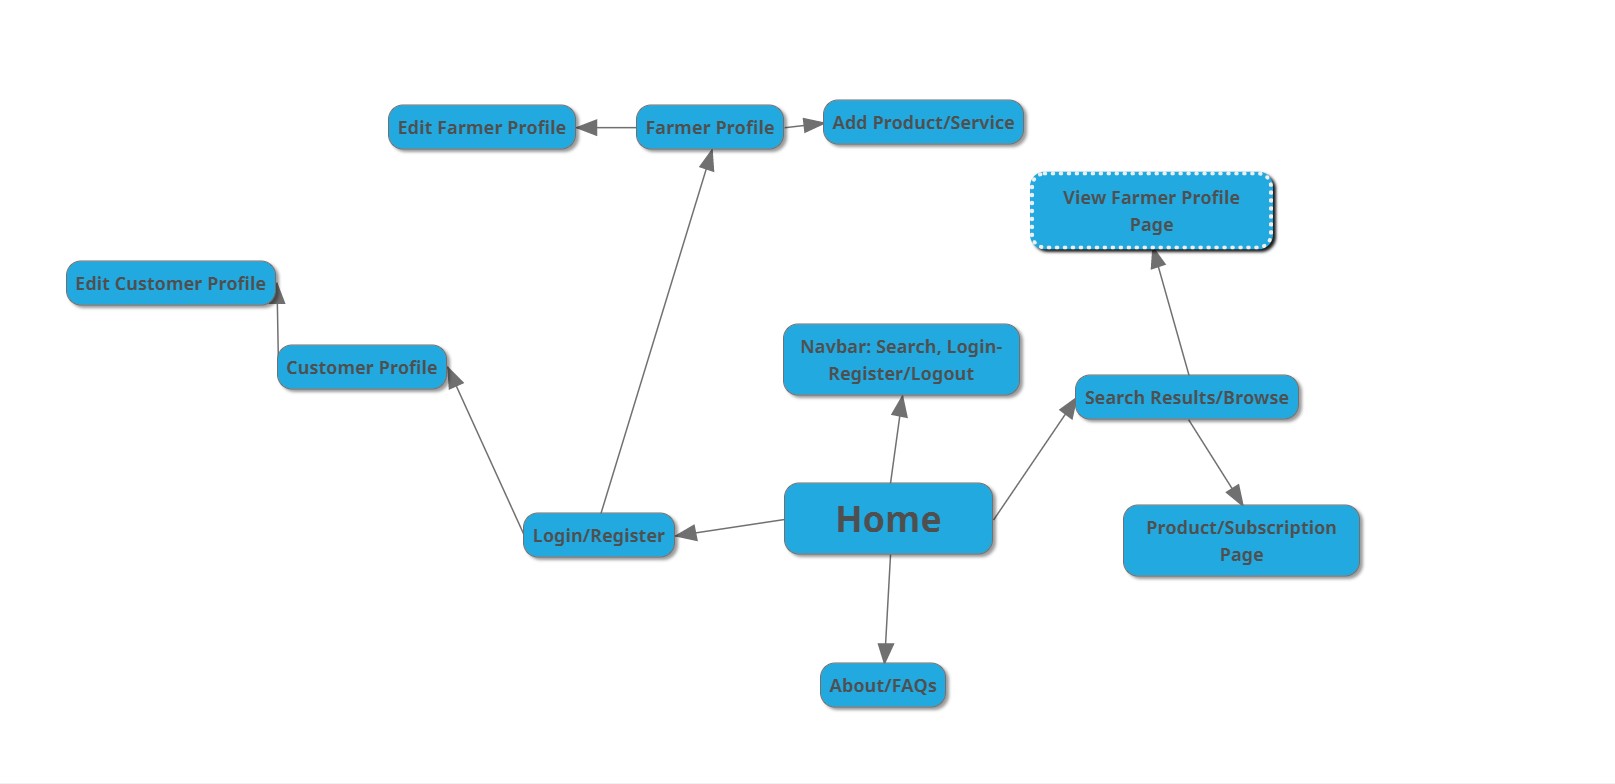 Edit Farmer Profile
Farmer Profile
Add Product/Service
View Farmer Profile
Page
Edit Customer Profile
Customer Profile
Navbar: Search, Login-
Register/Logout
Search Results/Browse
Login/Register
Home
Product/Subscription
Page
About/FAQs